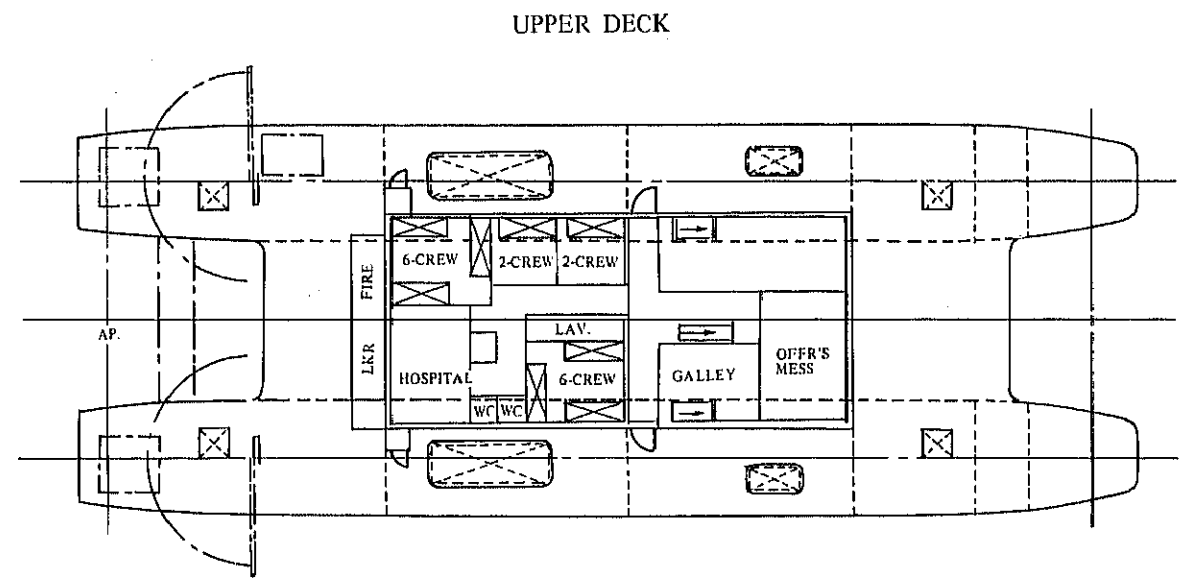 UPPER DECK
6-CREW
2-CREW
2-CREW
FIRE
LKR
AP.
LAV.
HOSPITAL
6-CREW
GALLEY
OFFR'S
MESS
WC
WC